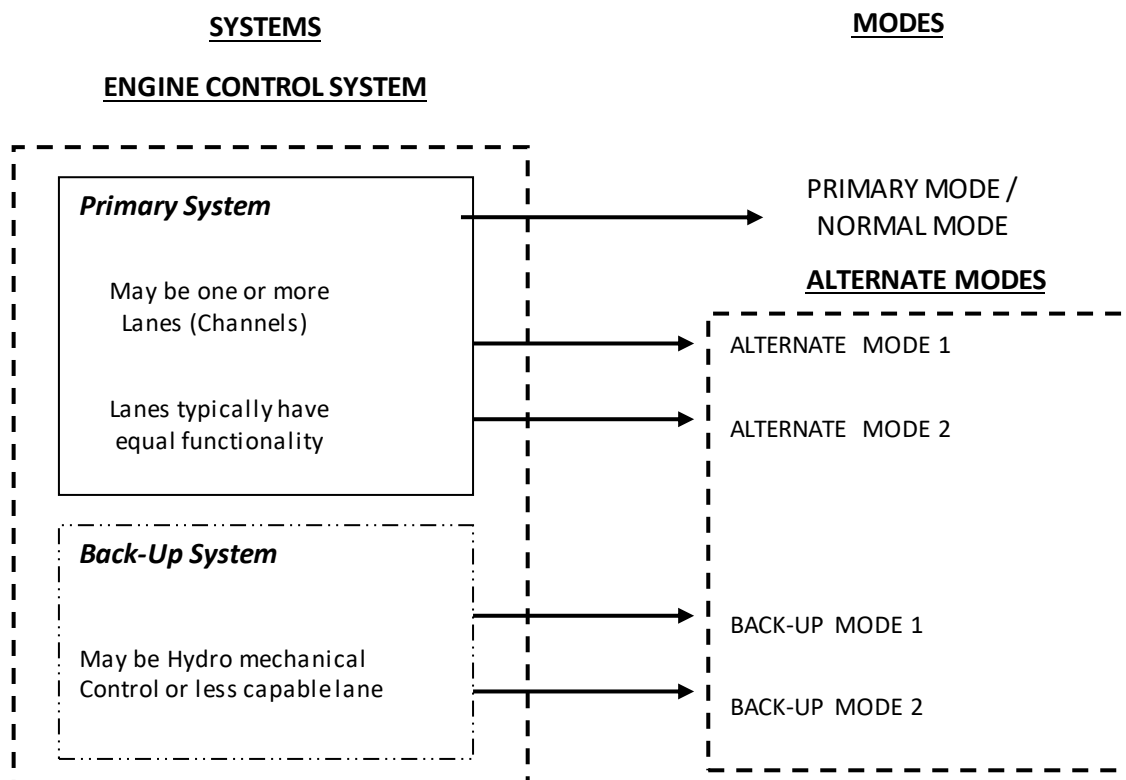 SYSTEMS
MODES
ENGINE CONTROL SYSTEM
Primary System
May be one or more
Lanes (Channels)
Lanes typically have
equal functionality
PRIMARY MODE /
NORMAL MODE
ALTERNATE MODES
ALTERNATE MODE 1
ALTERNATE MODE 2
Back-Up System
May be Hydro mechanical
Control or less capable lane
BACK-UP MODE 1
BACK-UP MODE 2